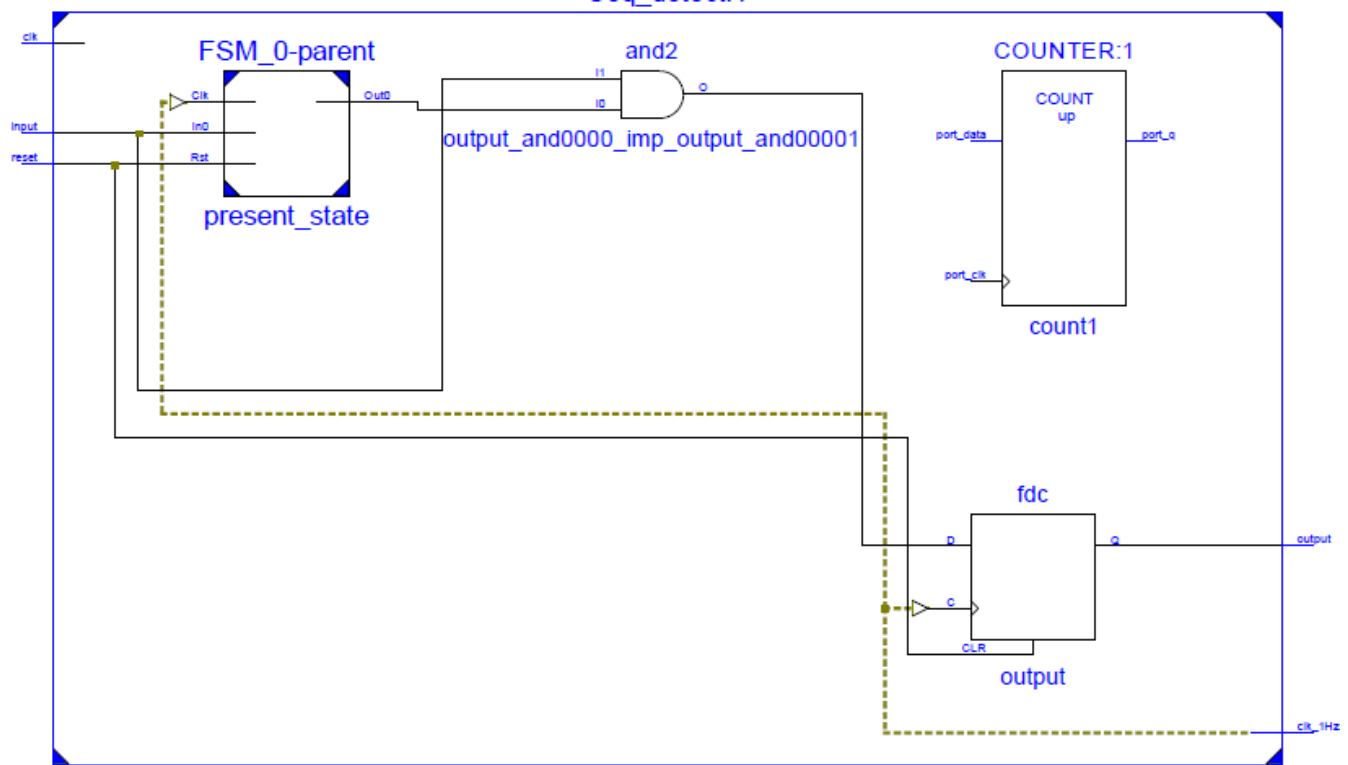 clk
FSM_0-parent
and2
COUNTER:1
Clk
Out0
I1
I0
O
COUNT
up
input
In0
reset
Rst
output_and0000_imp_output_and00001
port_data
port_q
present_state
port_clk
count1
fdc
D
Q
output
C
CLR
output
clk_1Hz